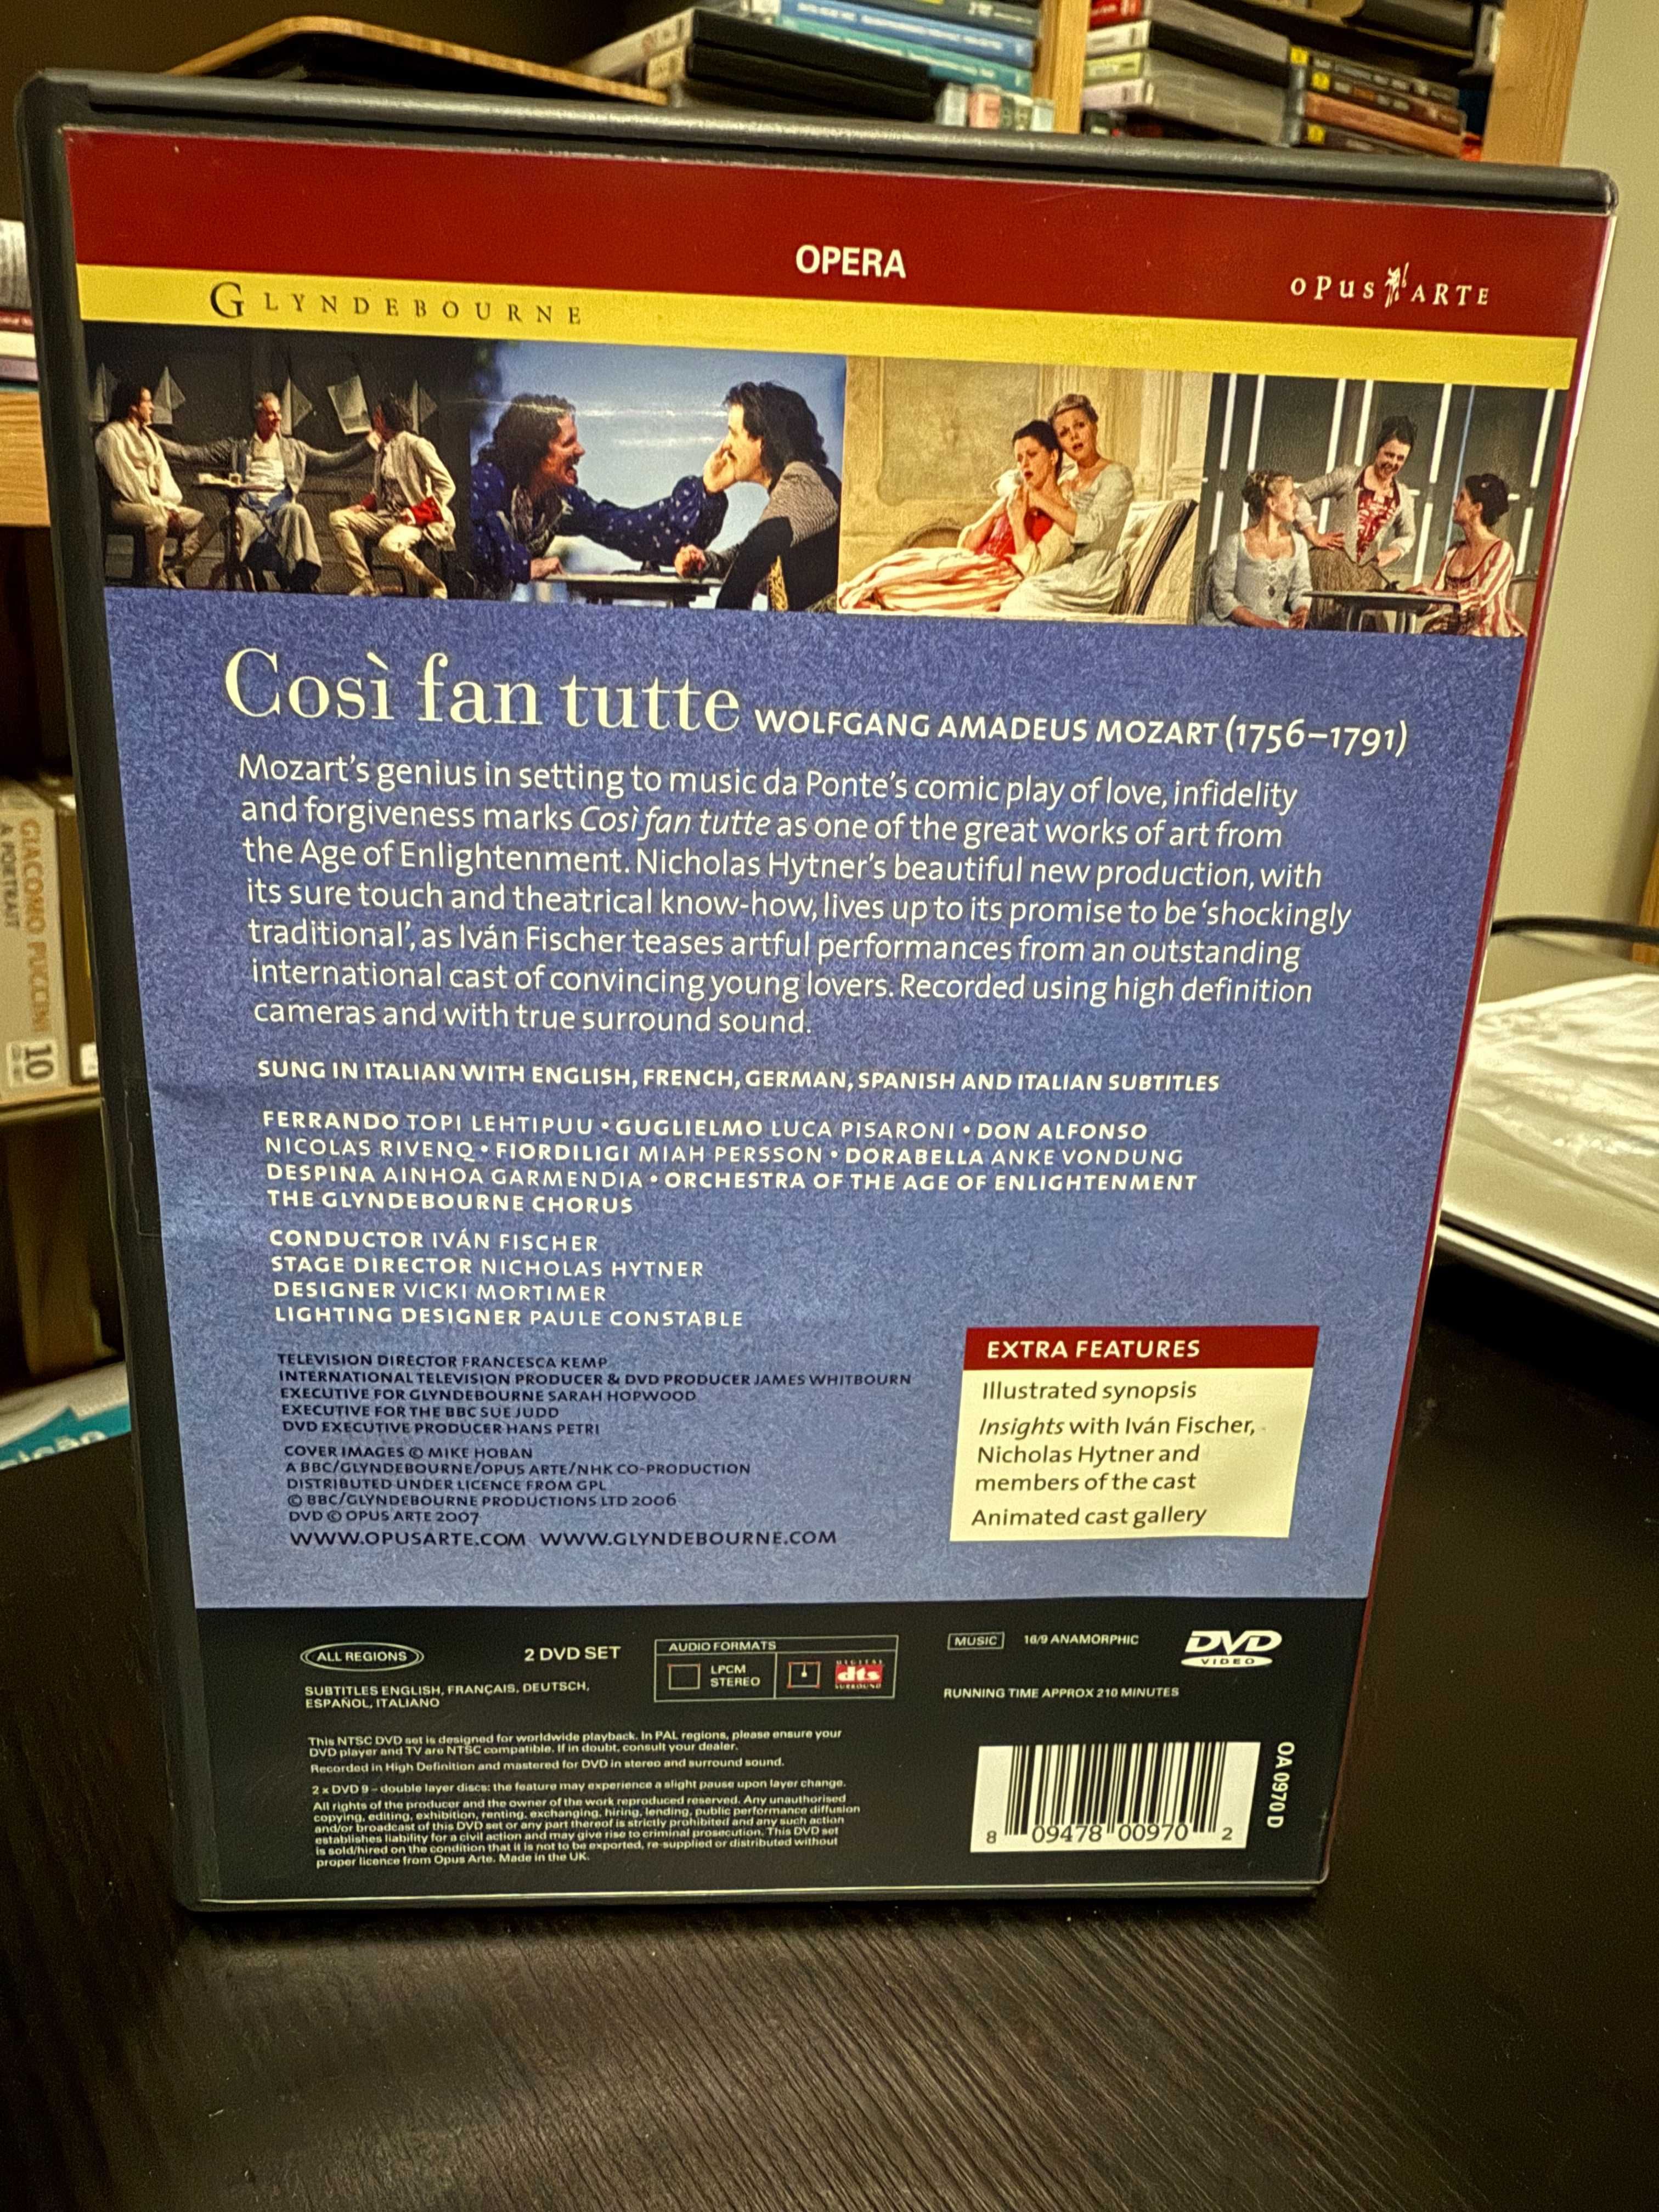 OPERA
GLYNDEBOURNE
OPUS ARTE
Così fan tutte WOLFGANG AMADEUS MOZART (1756–1791)
Mozart's genius in setting to music da Ponte's comic play of love, infidelity
and forgiveness marks Così fan tutte as one of the great works of art from
the Age of Enlightenment. Nicholas Hytner's beautiful new production, with
its sure touch and theatrical know-how, lives up to its promise to be 'shockingly
traditional', as Iván Fischer teases artful performances from an outstanding
international cast of convincing young lovers. Recorded using high definition
cameras and with true surround sound.
SUNG IN ITALIAN WITH ENGLISH, FRENCH, GERMAN, SPANISH AND ITALIAN SUBTITLES
FERRANDO TOPI LEHTIPUU • GUGLIELMO LUCA PISARONI • DON ALFONSO
NICOLAS RIVENQ • FIORDILIGI MIAH PERSSON • DORABELLA ANKE VONDUNG
DESPINA AINHOA GARMENDIA • ORCHESTRA OF THE AGE OF ENLIGHTENMENT
THE GLYNDEBOURNE CHORUS
CONDUCTOR IVÁN FISCHER
STAGE DIRECTOR NICHOLAS HYTNER
DESIGNER VICKI MORTIMER
LIGHTING DESIGNER PAULE CONSTABLE
TELEVISION DIRECTOR FRANCESCA KEMP
INTERNATIONAL TELEVISION PRODUCER & DVD PRODUCER JAMES WHITBOURN
EXECUTIVE FOR GLYNDEBOURNE SARAH HOPWOOD
EXECUTIVE FOR THE BBC SUE JUDD
DVD EXECUTIVE PRODUCER HANS PETRI
COVER IMAGES © MIKE HOBAN
A BBC/GLYNDEBOURNE/OPUS ARTE/NHK CO-PRODUCTION
DISTRIBUTED UNDER LICENCE FROM GPL
© BBC/GLYNDEBOURNE PRODUCTIONS LTD 2006
DVD © OPUS ARTE 2007
WWW.OPUSARTE.COM WWW.GLYNDEBOURNE.COM
EXTRA FEATURES
Illustrated synopsis
Insights with Iván Fischer,
Nicholas Hytner and
members of the cast
Animated cast gallery
ALL REGIONS
2 DVD SET
AUDIO FORMATS
LPCM
STEREO
DIGITAL
dts
SURROUND
MUSIC
16/9 ANAMORPHIC
DVD
VIDEO
SUBTITLES ENGLISH, FRANÇAIS, DEUTSCH,
ESPAÑOL, ITALIANO
RUNNING TIME APPROX 210 MINUTES
This NTSC DVD set is designed for worldwide playback. In PAL regions, please ensure your
DVD player and TV are NTSC compatible. If in doubt, consult your dealer.
Recorded in High Definition and mastered for DVD in stereo and surround sound.
2 x DVD 9 – double layer discs: the feature may experience a slight pause upon layer change.
All rights of the producer and the owner of the work reproduced reserved. Any unauthorised
copying, editing, exhibition, renting, exchanging, hiring, lending, public performance diffusion
and/or broadcast of this DVD set or any part thereof is strictly prohibited and any such action
establishes liability for a civil action and may give rise to criminal prosecution. This DVD set
is sold/hired on the condition that it is not to be exported, re-supplied or distributed without
proper licence from Opus Arte. Made in the UK.
8 09478 00970 2
OA 0970 D
GIACOMO PUCCINI
A PORTRAIT
10